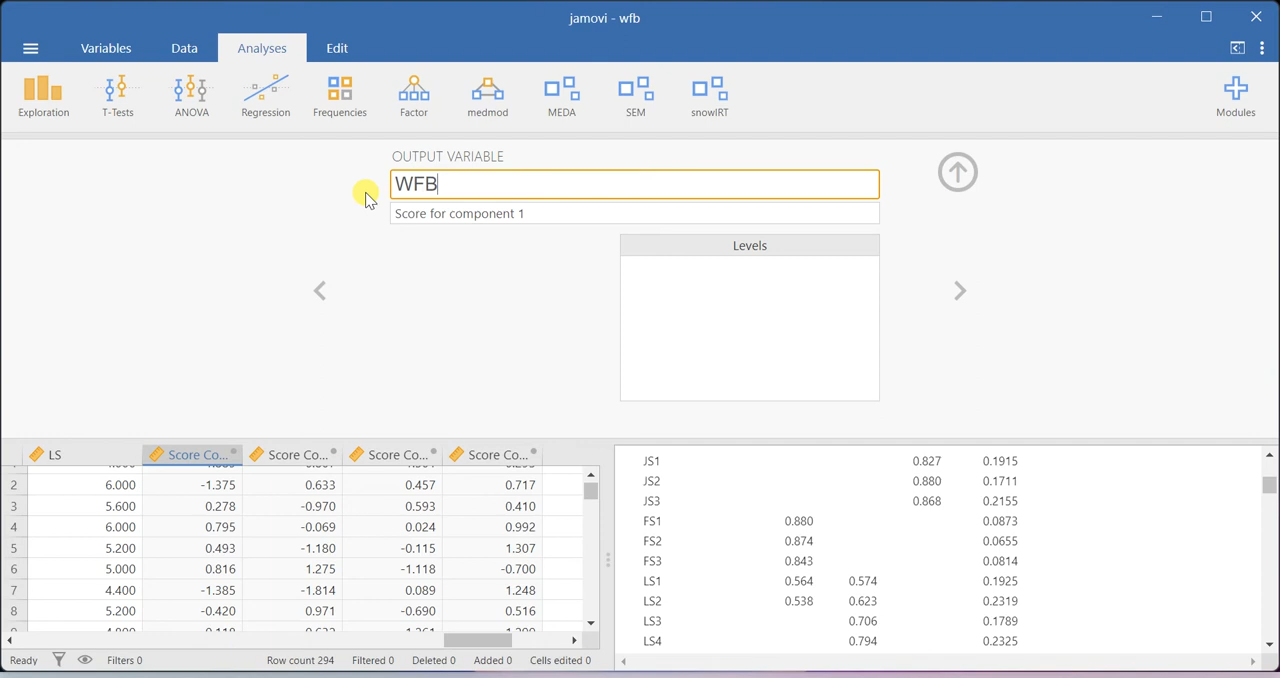 jamovi - wfb
Variables Data Analyses Edit
Exploration T-Tests ANOVA Regression Frequencies Factor medmod MEDA SEM snowIRT Modules
OUTPUT VARIABLE
WFB
Score for component 1
Levels
LS Score Co... Score Co... Score Co... Score Co...
2 6.000 -1.375 0.633 0.457 0.717
3 5.600 0.278 -0.970 0.593 0.410
4 6.000 0.795 -0.069 0.024 0.992
5 5.200 0.493 -1.180 -0.115 1.307
6 5.000 0.816 1.275 -1.118 -0.700
7 4.400 -1.385 -1.814 0.089 1.248
8 5.200 -0.420 0.971 -0.690 0.516
JS1 0.827 0.1915
JS2 0.880 0.1711
JS3 0.868 0.2155
FS1 0.880 0.0873
FS2 0.874 0.0655
FS3 0.843 0.0814
LS1 0.564 0.574 0.1925
LS2 0.538 0.623 0.2319
LS3 0.706 0.1789
LS4 0.794 0.2325
Ready Filters 0 Row count 294 Filtered 0 Deleted 0 Added 0 Cells edited 0